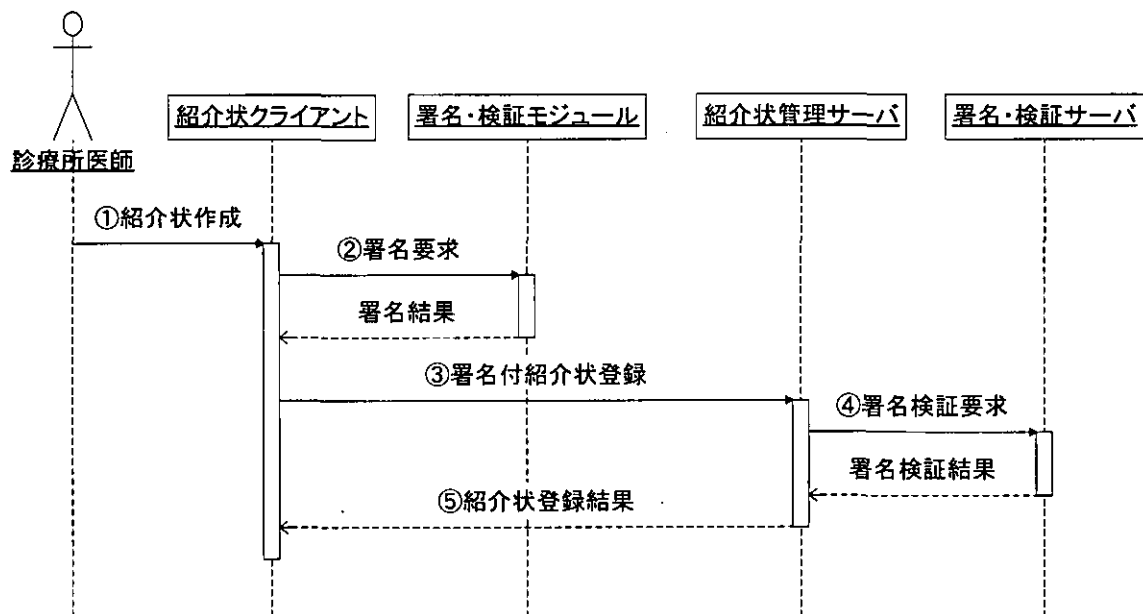 紹介状クライアント
署名・検証モジュール
紹介状管理サーバ
署名・検証サーバ
診療所医師
①紹介状作成
②署名要求
署名結果
③署名付紹介状登録
④署名検証要求
署名検証結果
⑤紹介状登録結果